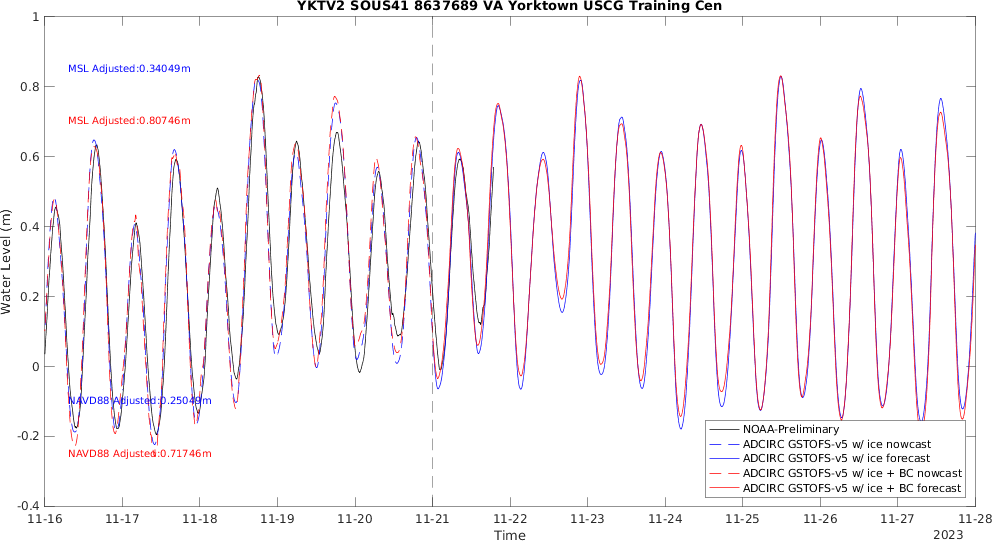 YKTV2 SOUS41 8637689 VA Yorktown USCG Training Cen
1
0.8
0.6
0.4
0.2
0
-0.2
-0.4
Water Level (m)
MSL Adjusted:0.34049m
MSL Adjusted:0.80746m
NAVD88 Adjusted:0.25049m
NAVD88 Adjusted:0.71746m
NOAA-Preliminary
ADCIRC GSTOFS-v5 w/ ice nowcast
ADCIRC GSTOFS-v5 w/ ice forecast
ADCIRC GSTOFS-v5 w/ ice + BC nowcast
ADCIRC GSTOFS-v5 w/ ice + BC forecast
11-16 11-17 11-18 11-19 11-20 11-21 11-22 11-23 11-24 11-25 11-26 11-27 11-28
Time
2023